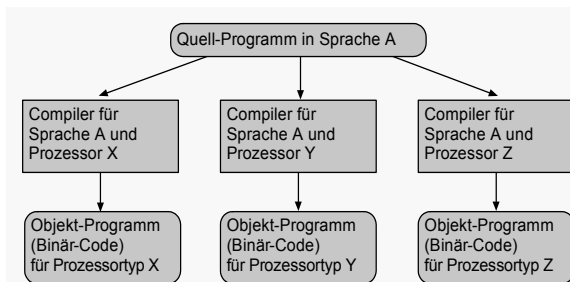 Quell-Programm in Sprache A
Compiler für
Sprache A und
Prozessor X
Compiler für
Sprache A und
Prozessor Y
Compiler für
Sprache A und
Prozessor Z
Objekt-Programm
(Binär-Code)
für Prozessortyp X
Objekt-Programm
(Binär-Code)
für Prozessortyp Y
Objekt-Programm
(Binär-Code)
für Prozessortyp Z